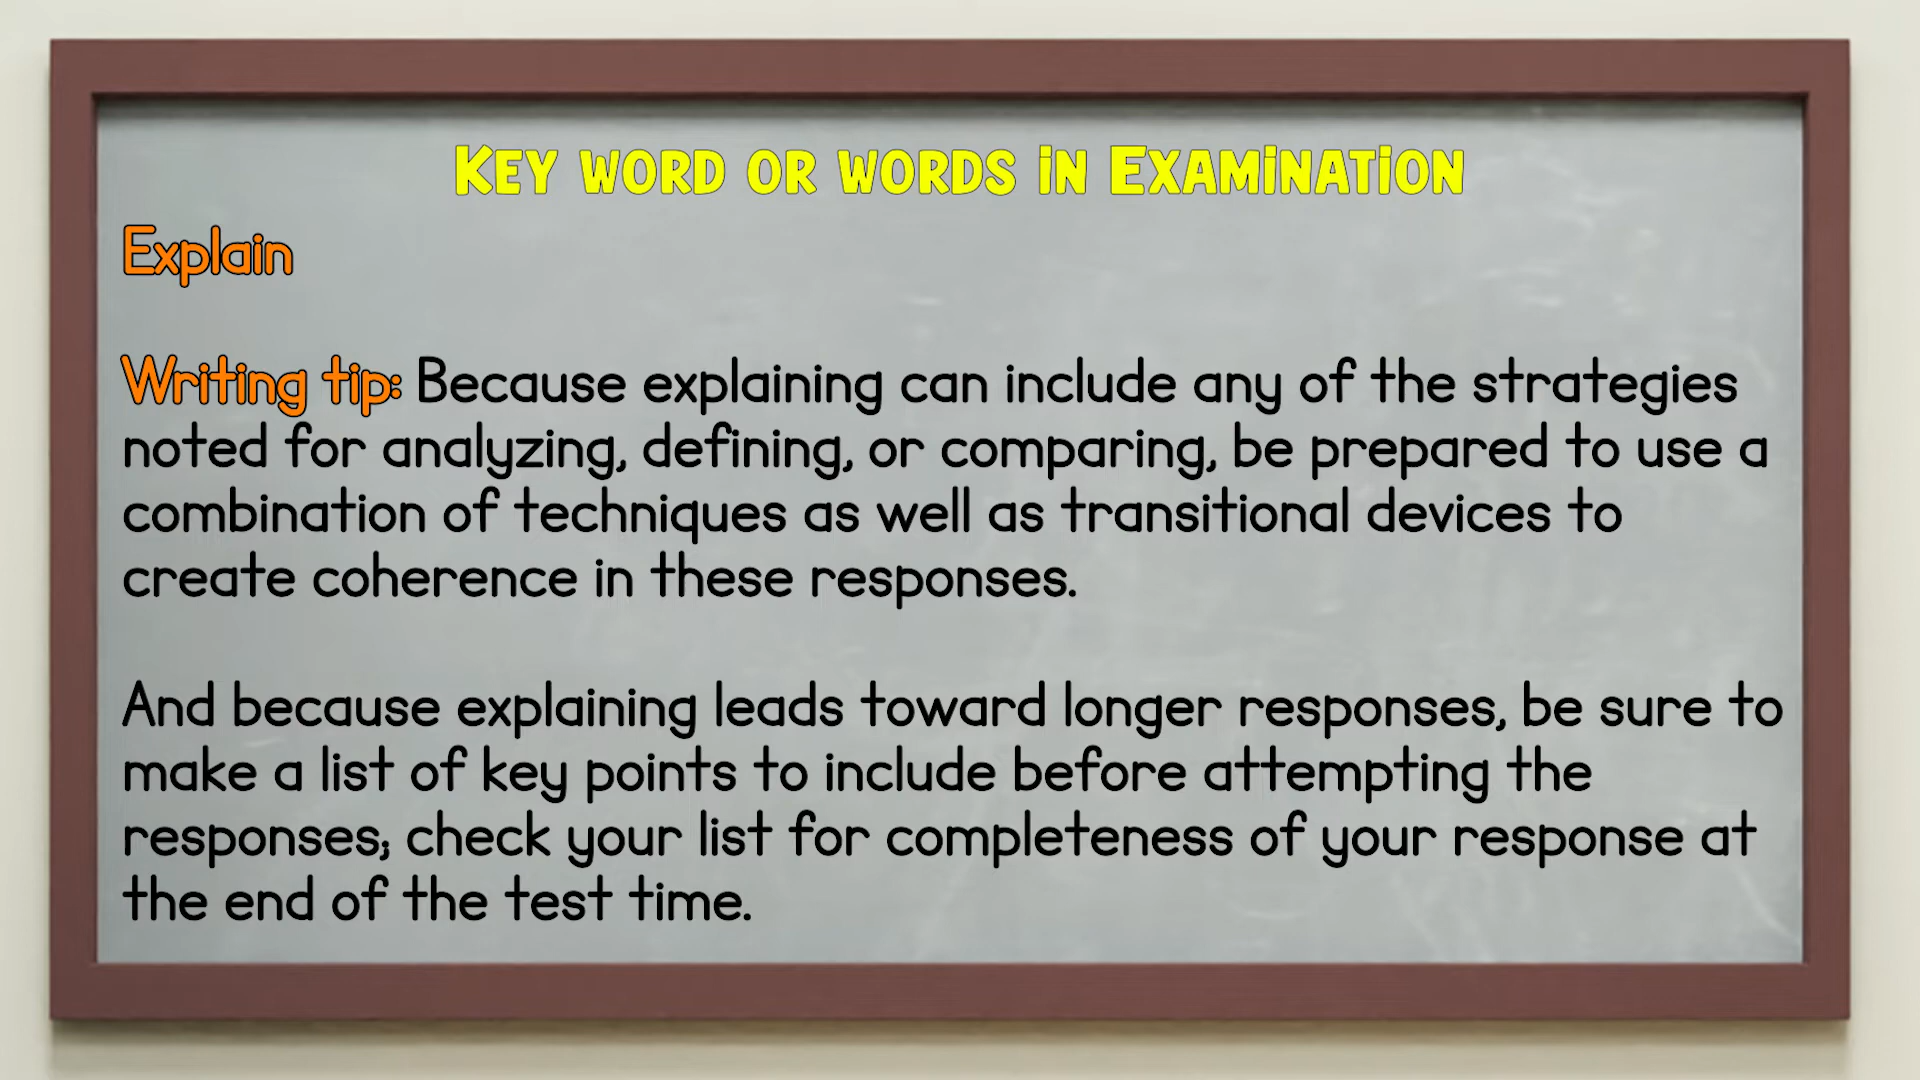 Key word or words in Examination
Explain
Writing tip: Because explaining can include any of the strategies
noted for analyzing, defining, or comparing, be prepared to use a
combination of techniques as well as transitional devices to
create coherence in these responses.
And because explaining leads toward longer responses, be sure to
make a list of key points to include before attempting the
responses; check your list for completeness of your response at
the end of the test time.